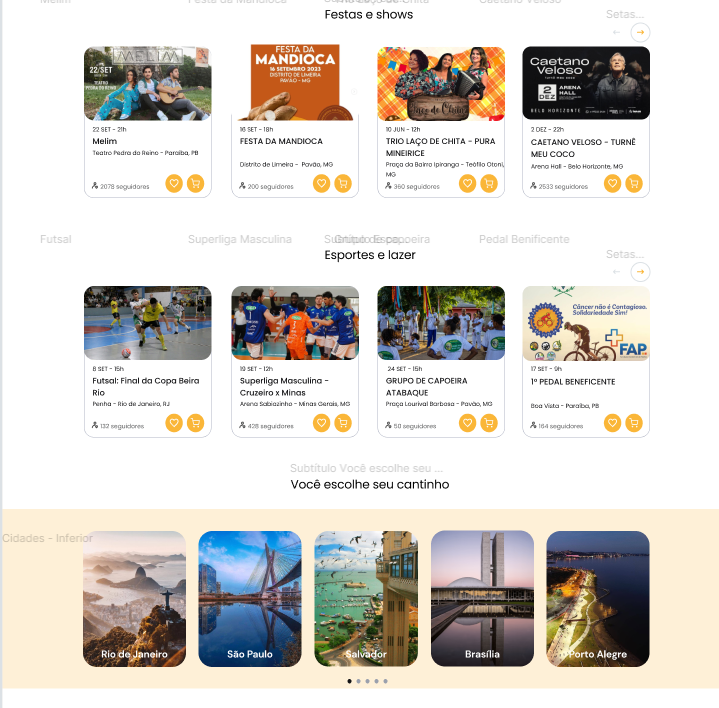 Melim
Festa da Mandioca
Caetano Veloso
Festas e shows
Setas...
MELIM
22/SET
TEATRO
PEDRA DO REINO
22 SET - 21h
Melim
Teatro Pedra do Reino - Paraíba, PB
2078 seguidores
FESTA DA
MANDIOCA
16 SETEMBRO 2023
DISTRITO DE LIMEIRA
PAVÃO - MG
16 SET - 18h
FESTA DA MANDIOCA
Distrito de Limeira - Pavão, MG
200 seguidores
Laço de Chita
10 JUN - 12h
TRIO LAÇO DE CHITA - PURA
MINEIRICE
Praça da Bairro Ipiranga - Teófilo Otoni,
MG
360 seguidores
Caetano
Veloso
2
DEZ
ARENA
HALL
BELO HORIZONTE
2 DEZ - 22h
CAETANO VELOSO - TURNÊ
MEU COCO
Arena Hall - Belo Horizonte, MG
2533 seguidores
Futsal
Superliga Masculina
Pedal Benificente
Esportes e lazer
Setas...
8 SET - 15h
Futsal: Final da Copa Beira
Rio
Penha - Rio de Janeiro, RJ
132 seguidores
19 SET - 12h
Superliga Masculina -
Cruzeiro x Minas
Arena Sabiazinho - Minas Gerais, MG
428 seguidores
24 SET - 15h
GRUPO DE CAPOEIRA
ATABAQUE
Praça Lourival Barbosa - Pavão, MG
50 seguidores
Câncer não é Contagioso.
Solidariedade Sim!
FAP
17 SET - 9h
1º PEDAL BENEFICENTE
Boa Vista - Paraíba, PB
164 seguidores
Subtítulo Você escolhe seu ...
Você escolhe seu cantinho
Cidades - Inferior
Rio de Janeiro
São Paulo
Salvador
Brasília
Porto Alegre